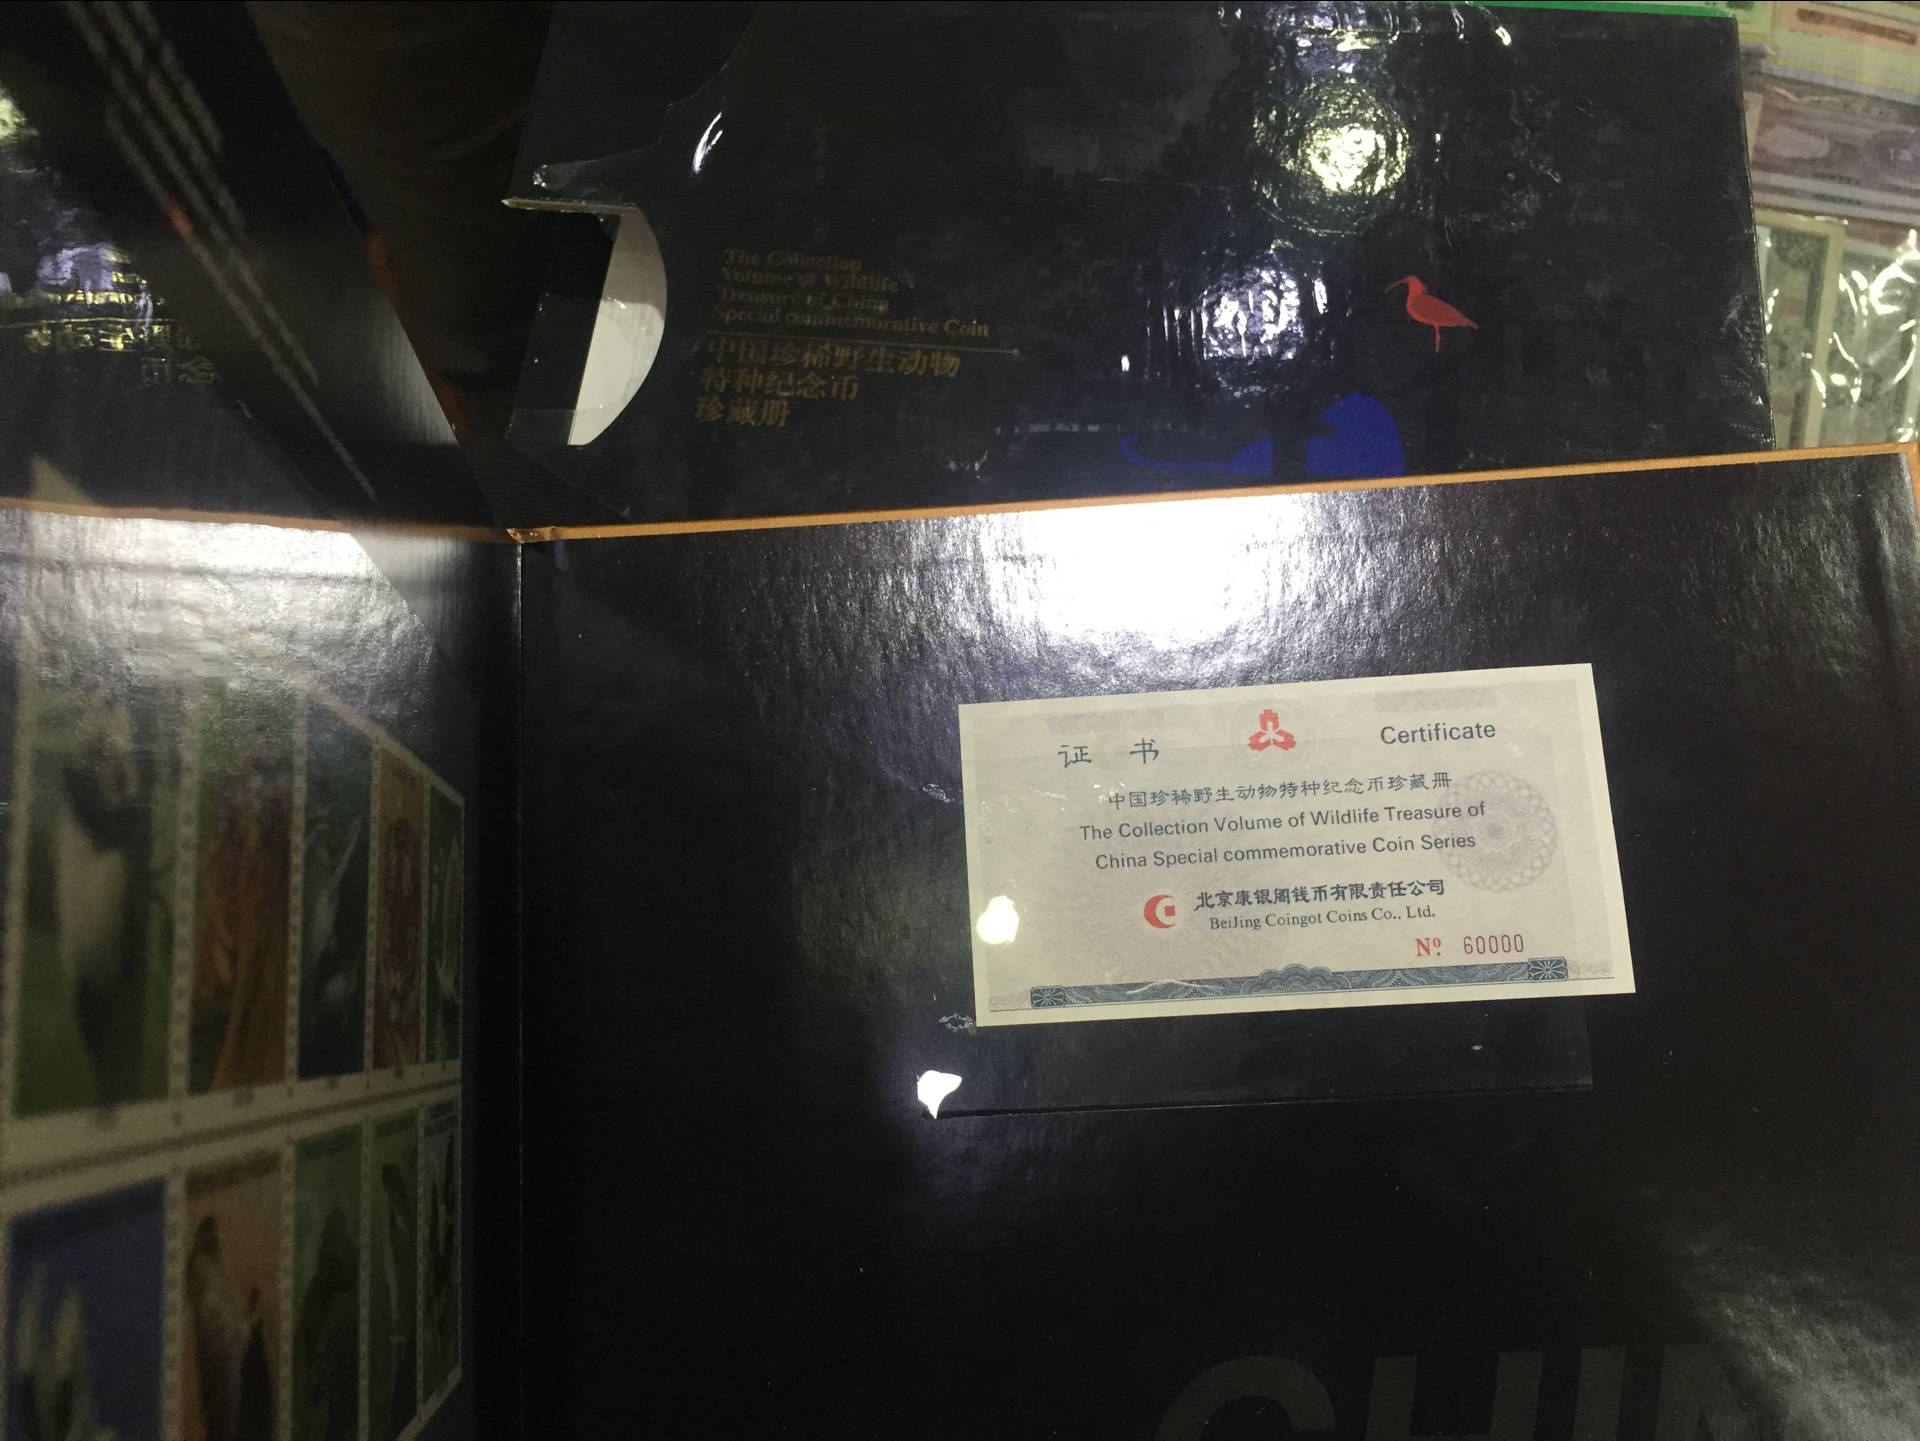 The Collection
Volume of Wildlife
Treasure of China
Special commemorative Coin
中国珍稀野生动物
特种纪念币
珍藏册
证 书
Certificate
中国珍稀野生动物特种纪念币珍藏册
The Collection Volume of Wildlife Treasure of
China Special commemorative Coin Series
北京康银阁钱币有限责任公司
BeiJing Coingot Coins Co., Ltd.
Nº 60000
CHIN